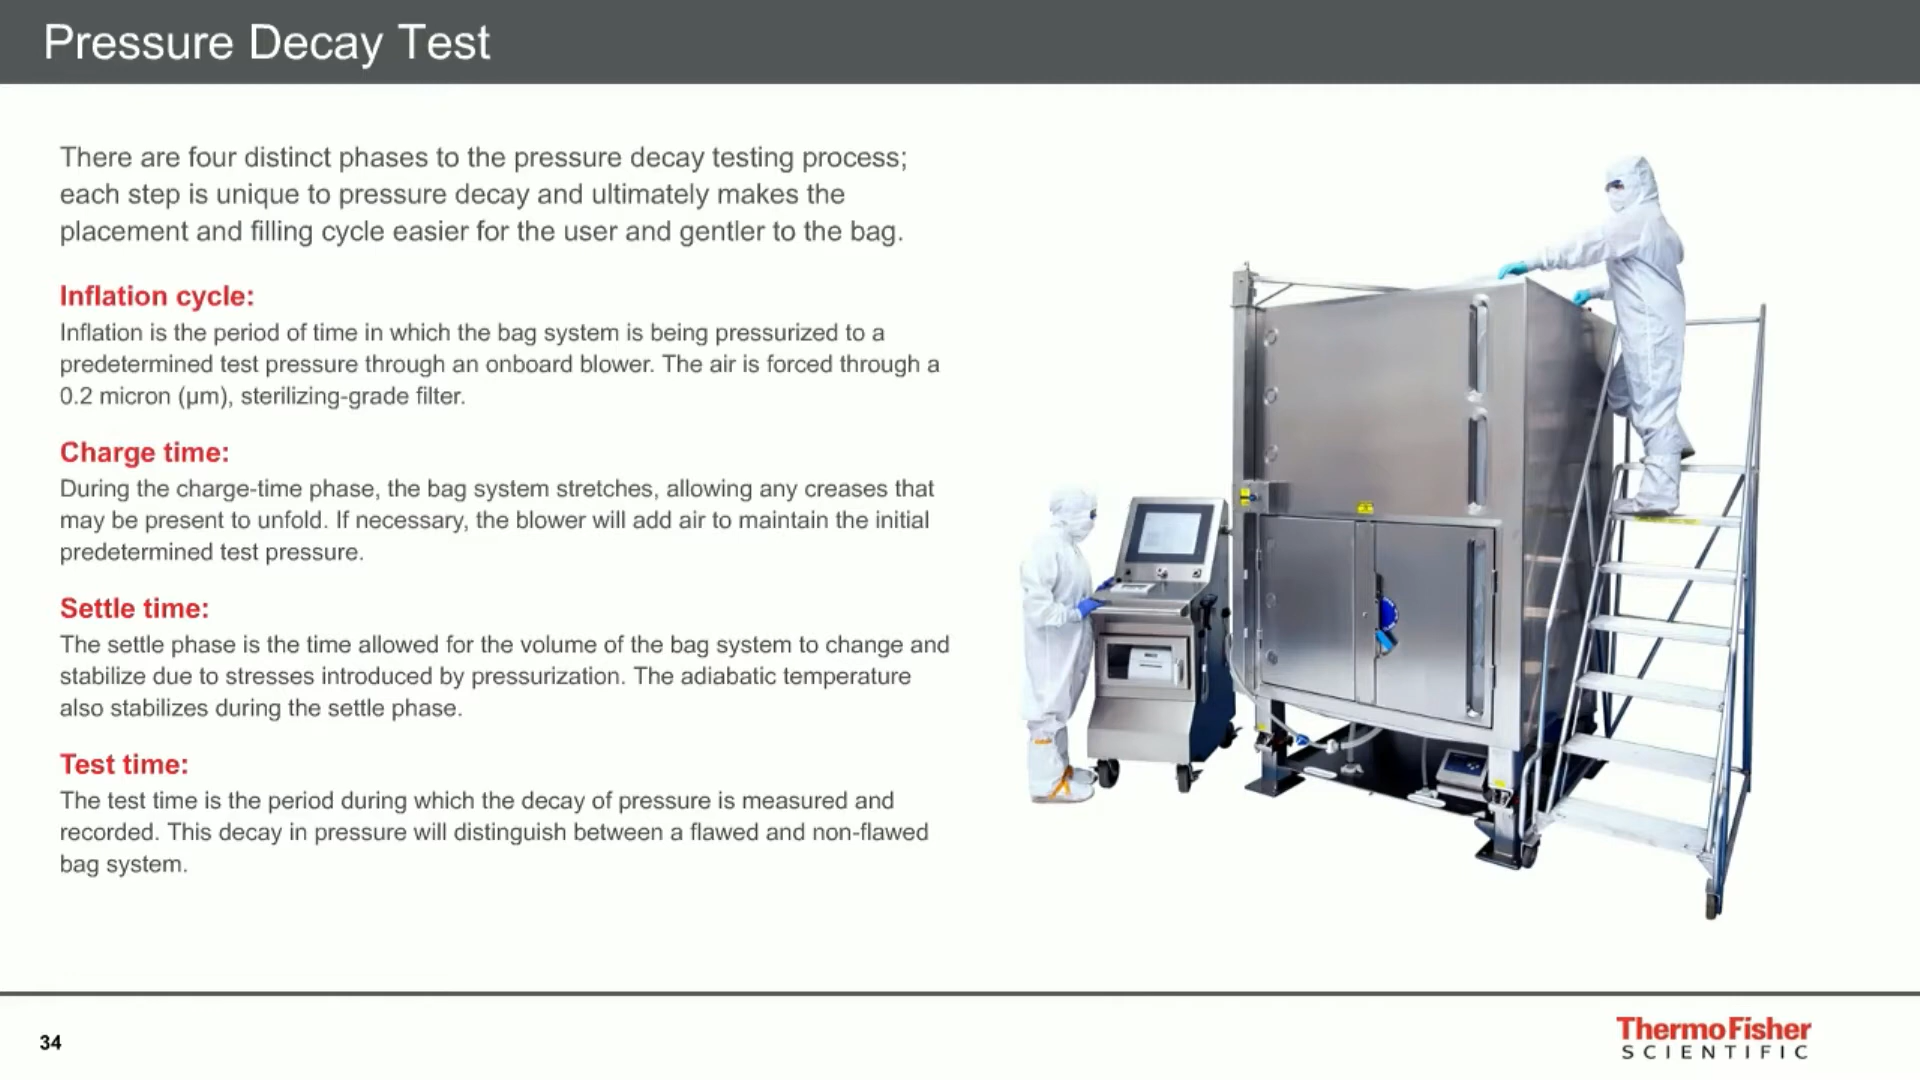 Pressure Decay Test
There are four distinct phases to the pressure decay testing process;
each step is unique to pressure decay and ultimately makes the
placement and filling cycle easier for the user and gentler to the bag.
Inflation cycle:
Inflation is the period of time in which the bag system is being pressurized to a
predetermined test pressure through an onboard blower. The air is forced through a
0.2 micron (µm), sterilizing-grade filter.
Charge time:
During the charge-time phase, the bag system stretches, allowing any creases that
may be present to unfold. If necessary, the blower will add air to maintain the initial
predetermined test pressure.
Settle time:
The settle phase is the time allowed for the volume of the bag system to change and
stabilize due to stresses introduced by pressurization. The adiabatic temperature
also stabilizes during the settle phase.
Test time:
The test time is the period during which the decay of pressure is measured and
recorded. This decay in pressure will distinguish between a flawed and non-flawed
bag system.
34
ThermoFisher
SCIENTIFIC